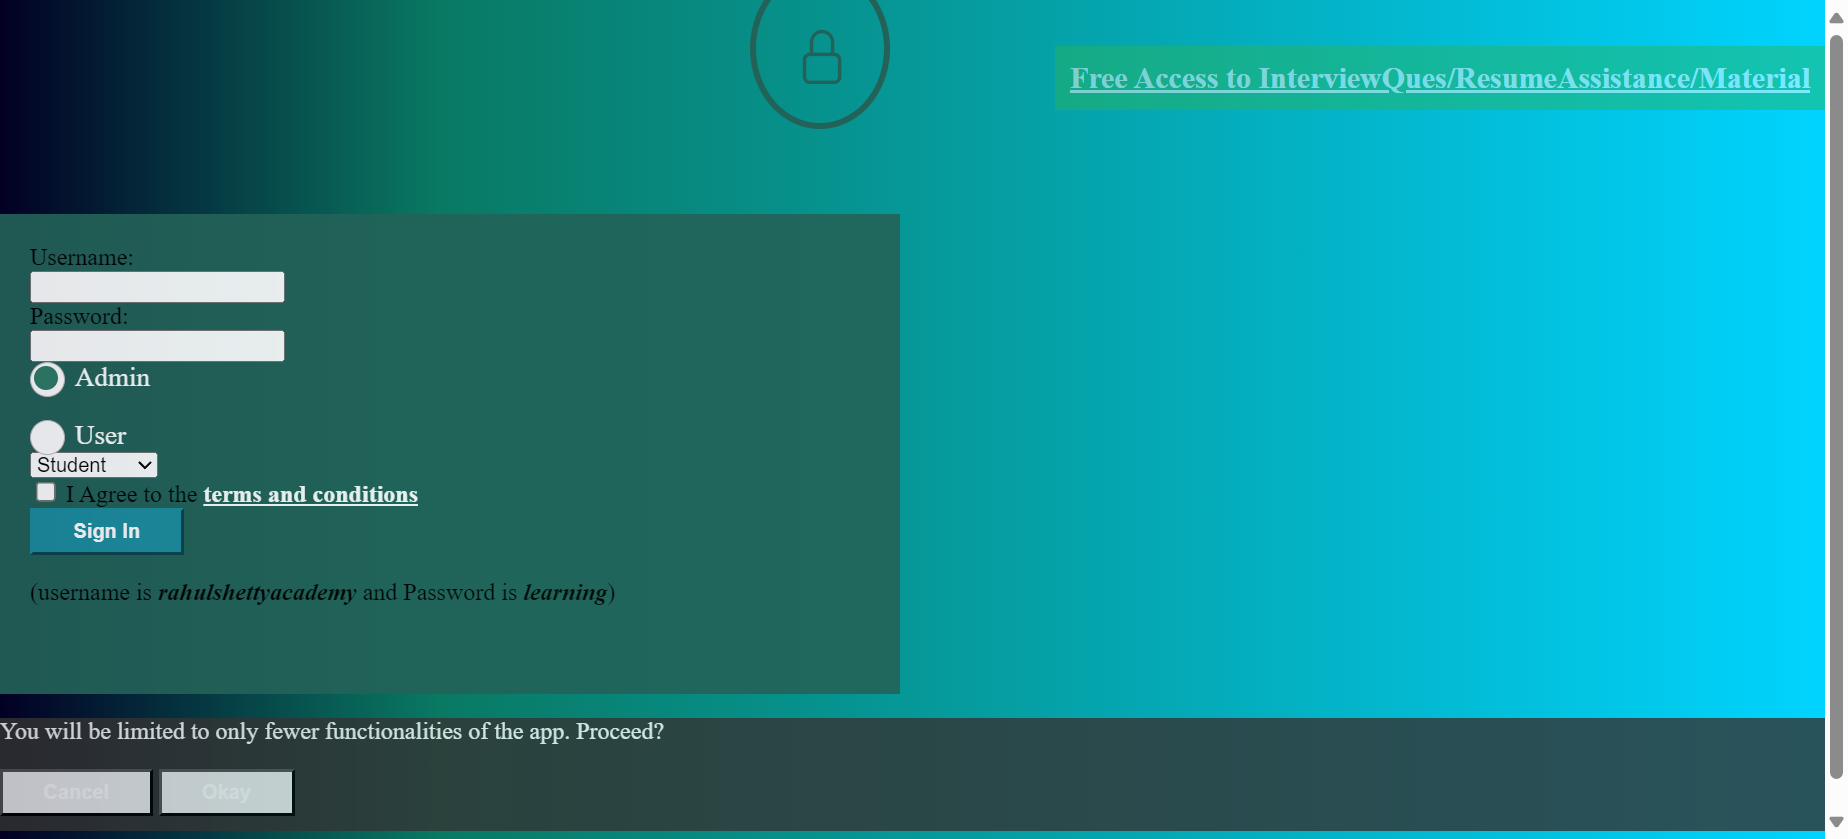 Free Access to InterviewQues/ResumeAssistance/Material
Username:
Password:
Admin
User
Student
I Agree to the terms and conditions
Sign In
(username is rahulshettyacademy and Password is learning)
You will be limited to only fewer functionalities of the app. Proceed?
Cancel Okay